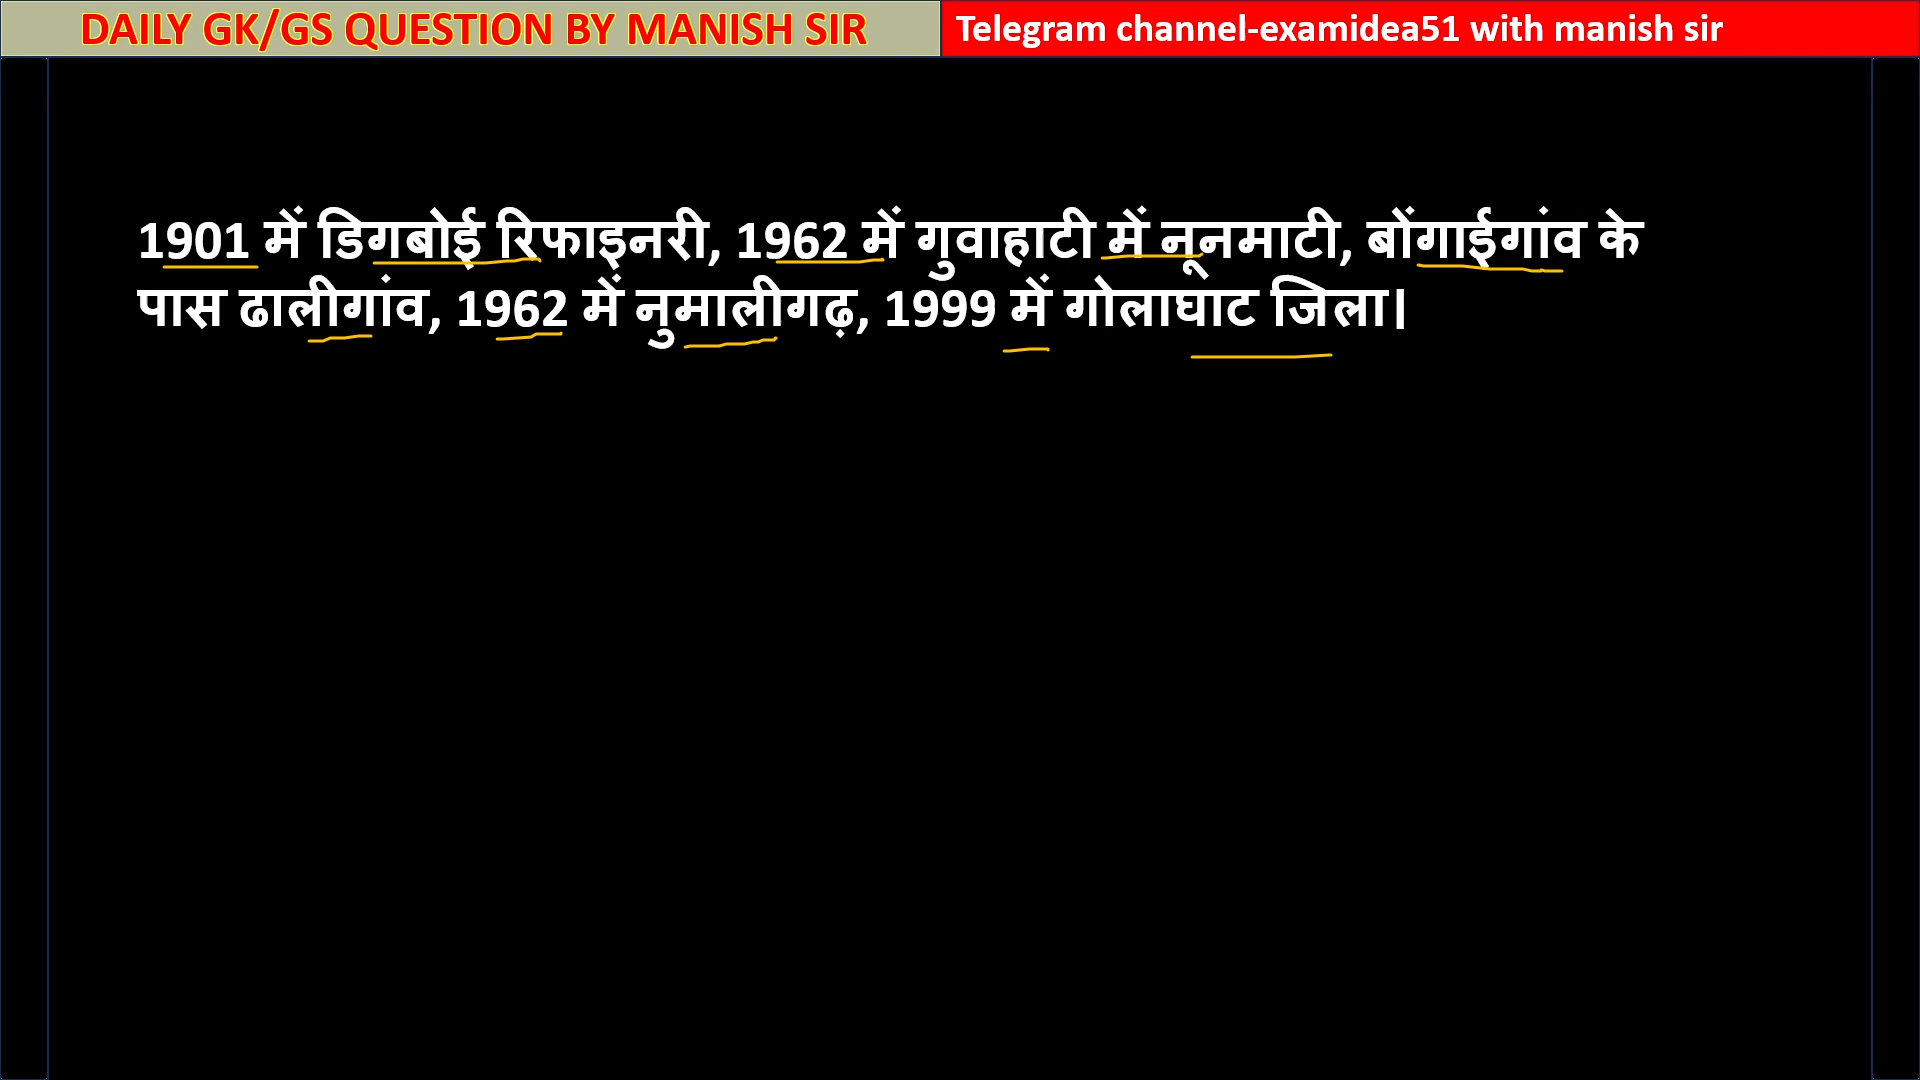 DAILY GK/GS QUESTION BY MANISH SIR
Telegram channel-examidea51 with manish sir
1901 में डिगबोई रिफाइनरी, 1962 में गुवाहाटी में नूनमाटी, बोंगाईगांव के
पास ढालीगांव, 1962 में नुमालीगढ़, 1999 में गोलाघाट जिला।